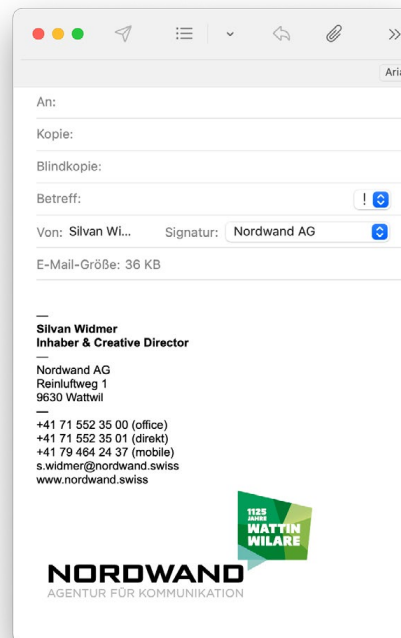 Aria
An:
Kopie:
Blindkopie:
Betreff:
!
Von: Silvan Wi... Signatur: Nordwand AG
E-Mail-Größe: 36 KB
—
Silvan Widmer
Inhaber & Creative Director
—
Nordwand AG
Reinluftweg 1
9630 Wattwil
—
+41 71 552 35 00 (office)
+41 71 552 35 01 (direkt)
+41 79 464 24 37 (mobile)
s.widmer@nordwand.swiss
www.nordwand.swiss
1125
JAHRE
WATTIN
WILARE
NORDWAND
AGENTUR FÜR KOMMUNIKATION